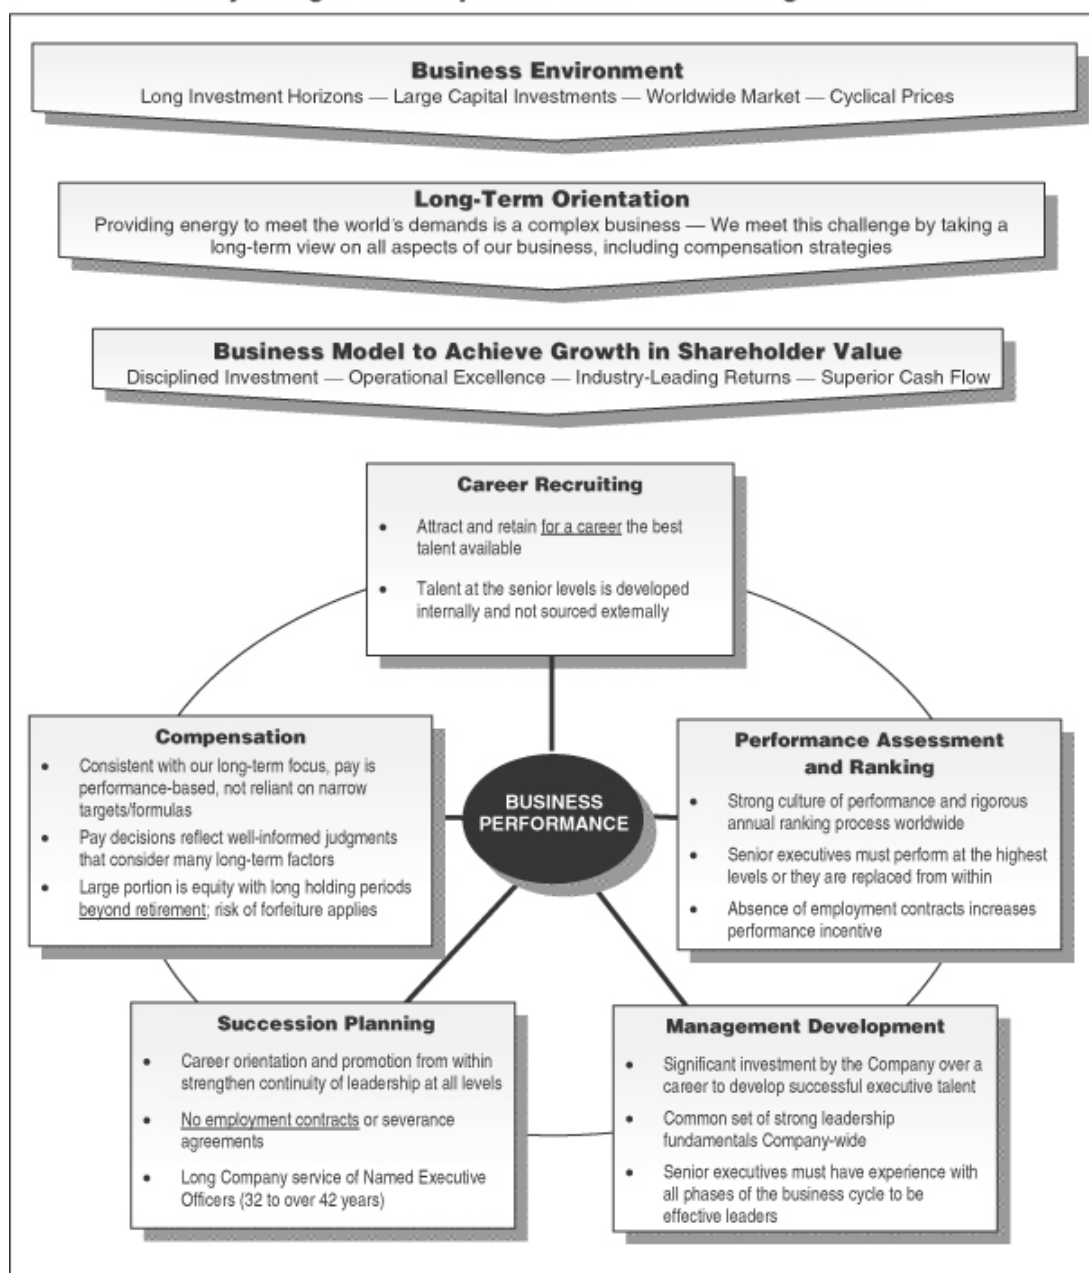 Business Environment
Long Investment Horizons — Large Capital Investments — Worldwide Market — Cyclical Prices
Long-Term Orientation
Providing energy to meet the world's demands is a complex business — We meet this challenge by taking a
long-term view on all aspects of our business, including compensation strategies
Business Model to Achieve Growth in Shareholder Value
Disciplined Investment — Operational Excellence — Industry-Leading Returns — Superior Cash Flow
Career Recruiting
• Attract and retain for a career the best
talent available
• Talent at the senior levels is developed
internally and not sourced externally
Compensation
• Consistent with our long-term focus, pay is
performance-based, not reliant on narrow
targets/formulas
• Pay decisions reflect well-informed judgments
that consider many long-term factors
• Large portion is equity with long holding periods
beyond retirement; risk of forfeiture applies
BUSINESS
PERFORMANCE
Performance Assessment
and Ranking
• Strong culture of performance and rigorous
annual ranking process worldwide
• Senior executives must perform at the highest
levels or they are replaced from within
• Absence of employment contracts increases
performance incentive
Succession Planning
• Career orientation and promotion from within
strengthen continuity of leadership at all levels
• No employment contracts or severance
agreements
• Long Company service of Named Executive
Officers (32 to over 42 years)
Management Development
• Significant investment by the Company over a
career to develop successful executive talent
• Common set of strong leadership
fundamentals Company-wide
• Senior executives must have experience with
all phases of the business cycle to be
effective leaders